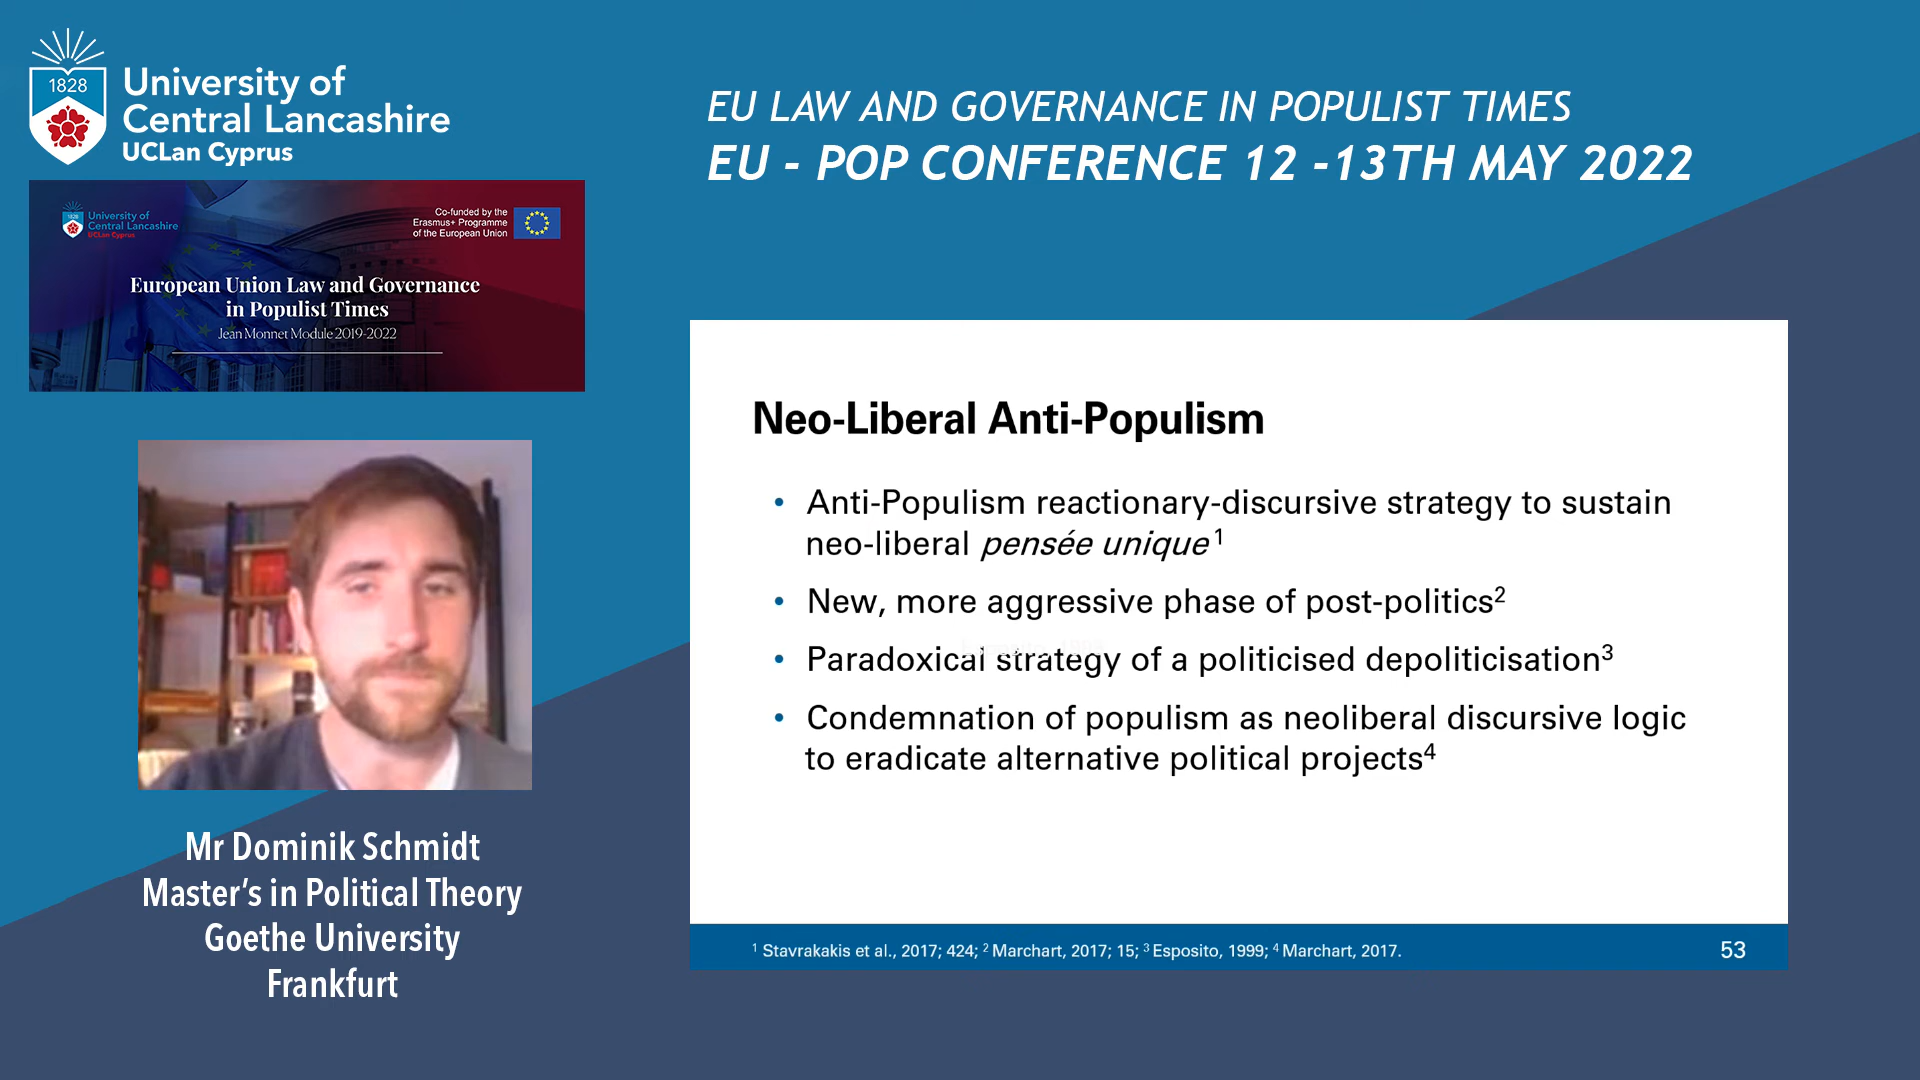 1828
University of
Central Lancashire
UCLan Cyprus
EU LAW AND GOVERNANCE IN POPULIST TIMES
EU - POP CONFERENCE 12 -13TH MAY 2022
1828
University of
Central Lancashire
UCLan Cyprus
Co-funded by the
Erasmus+ Programme
of the European Union
European Union Law and Governance
in Populist Times
Jean Monnet Module 2019-2022
Neo-Liberal Anti-Populism
• Anti-Populism reactionary-discursive strategy to sustain
neo-liberal pensée unique¹
• New, more aggressive phase of post-politics²
• Paradoxical strategy of a politicised depoliticisation³
• Condemnation of populism as neoliberal discursive logic
to eradicate alternative political projects⁴
¹ Stavrakakis et al., 2017; 424; ² Marchart, 2017; 15; ³ Esposito, 1999; ⁴ Marchart, 2017.
53
Mr Dominik Schmidt
Master’s in Political Theory
Goethe University
Frankfurt